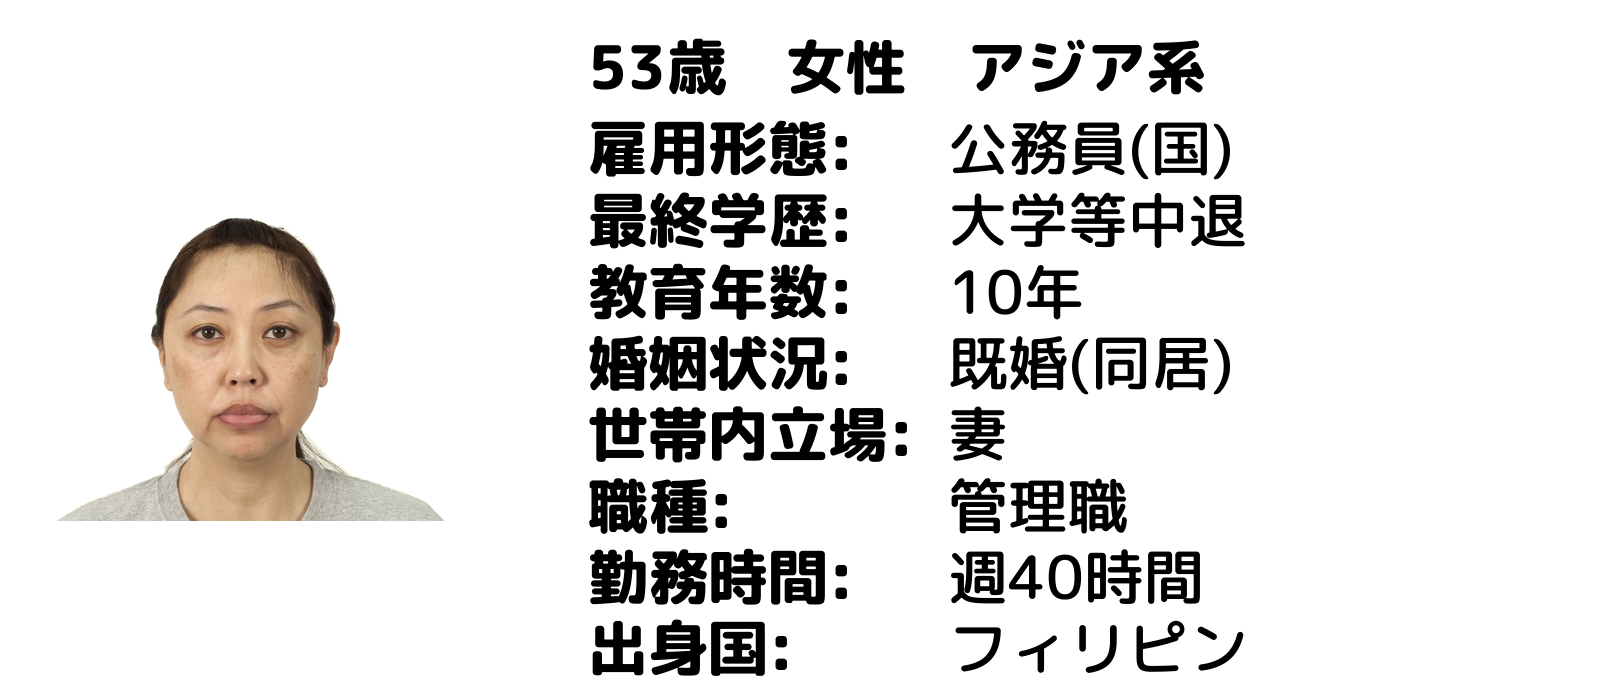 53歳　女性　アジア系
雇用形態:　公務員(国)
最終学歴:　大学等中退
教育年数:　10年
婚姻状況:　既婚(同居)
世帯内立場:　妻
職種:　管理職
勤務時間:　週40時間
出身国:　フィリピン